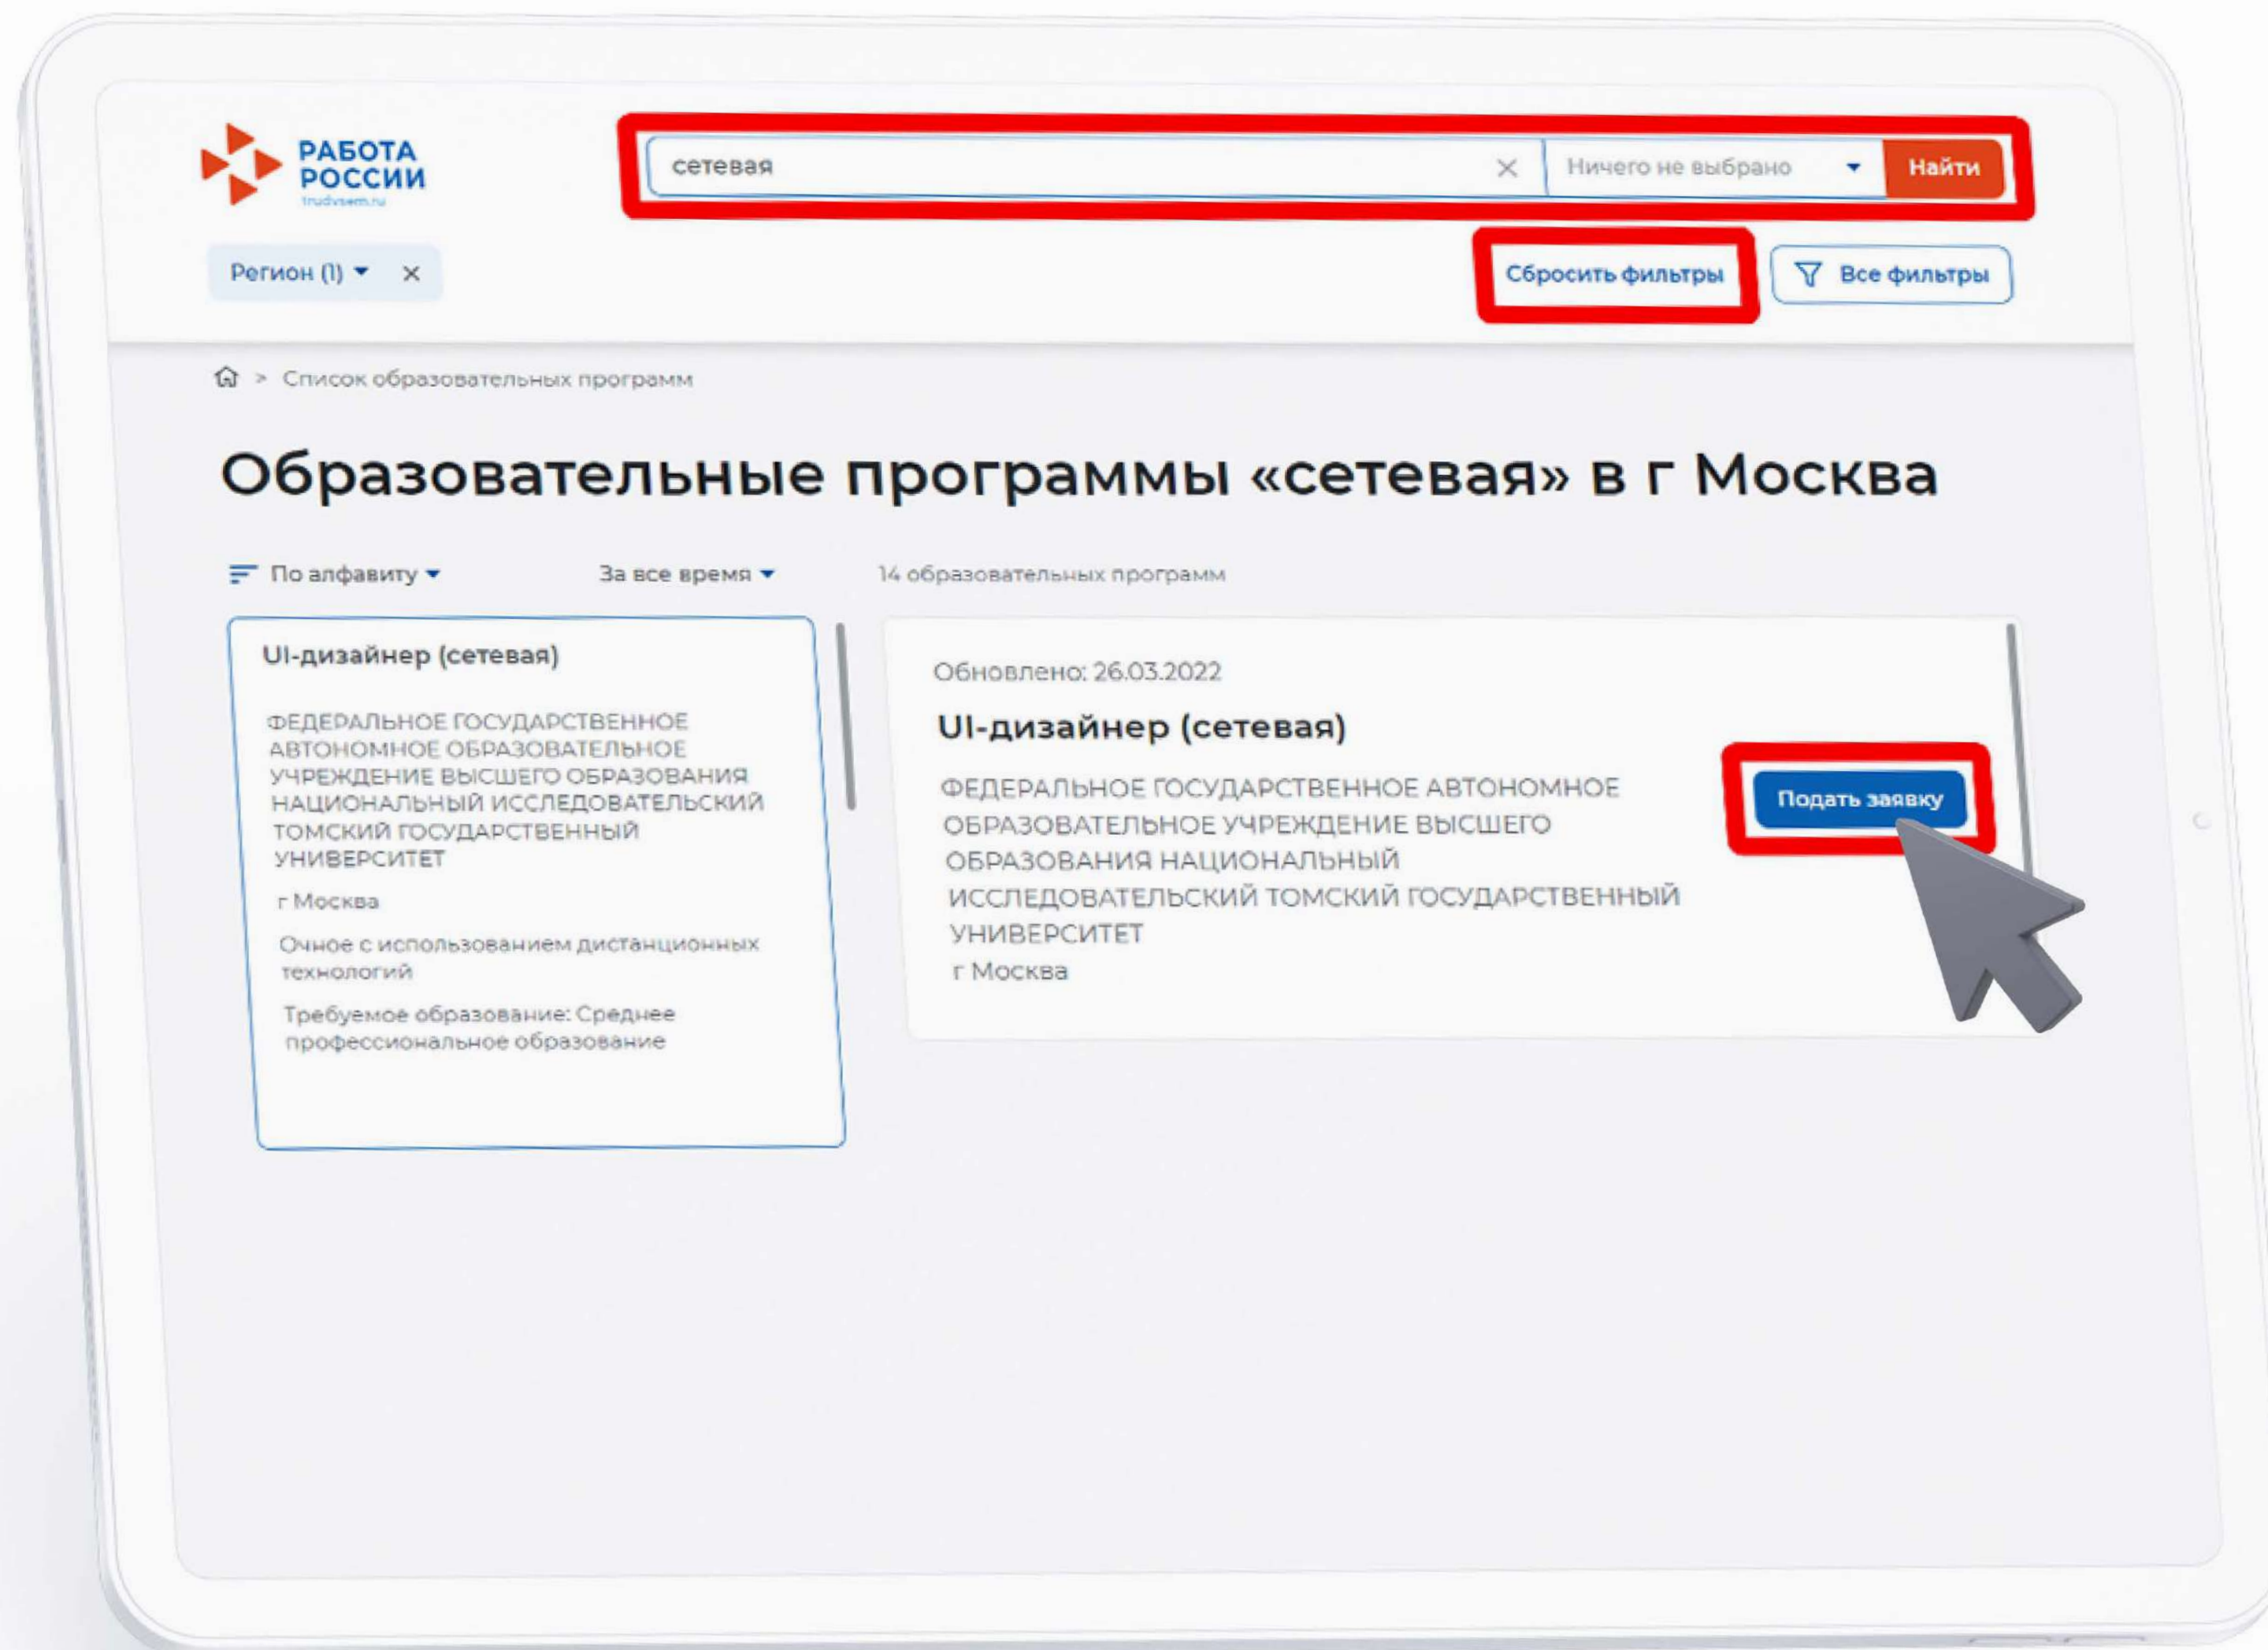 РАБОТА
РОССИИ
trudvsem.ru
сетевая
Ничего не выбрано
Найти
Регион (1)
Сбросить фильтры
Все фильтры
> Список образовательных программ
Образовательные программы «сетевая» в г Москва
По алфавиту
За все время
14 образовательных программ
UI-дизайнер (сетевая)
ФЕДЕРАЛЬНОЕ ГОСУДАРСТВЕННОЕ
АВТОНОМНОЕ ОБРАЗОВАТЕЛЬНОЕ
УЧРЕЖДЕНИЕ ВЫСШЕГО ОБРАЗОВАНИЯ
НАЦИОНАЛЬНЫЙ ИССЛЕДОВАТЕЛЬСКИЙ
ТОМСКИЙ ГОСУДАРСТВЕННЫЙ
УНИВЕРСИТЕТ
г Москва
Очное с использованием дистанционных
технологий
Требуемое образование: Среднее
профессиональное образование
Обновлено: 26.03.2022
UI-дизайнер (сетевая)
ФЕДЕРАЛЬНОЕ ГОСУДАРСТВЕННОЕ АВТОНОМНОЕ
ОБРАЗОВАТЕЛЬНОЕ УЧРЕЖДЕНИЕ ВЫСШЕГО
ОБРАЗОВАНИЯ НАЦИОНАЛЬНЫЙ
ИССЛЕДОВАТЕЛЬСКИЙ ТОМСКИЙ ГОСУДАРСТВЕННЫЙ
УНИВЕРСИТЕТ
г Москва
Подать заявку